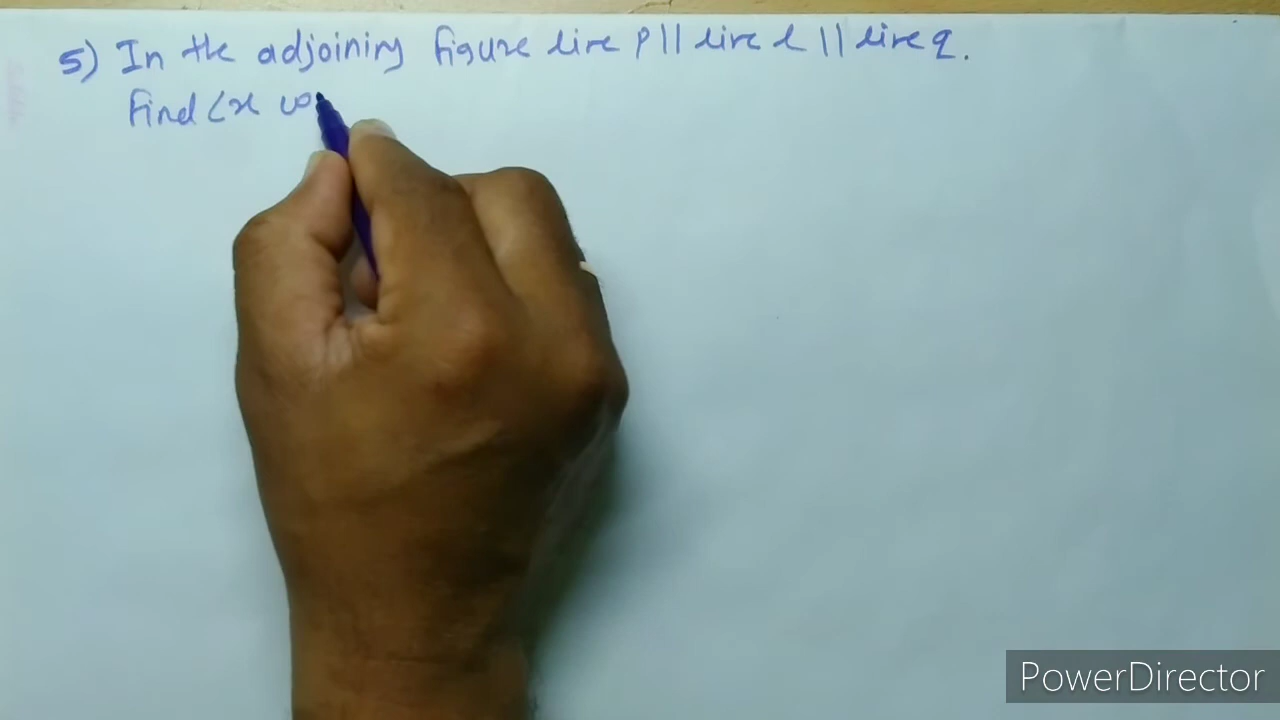 5) In the adjoining figure line p || line l || line q.
Find ∠x
PowerDirector